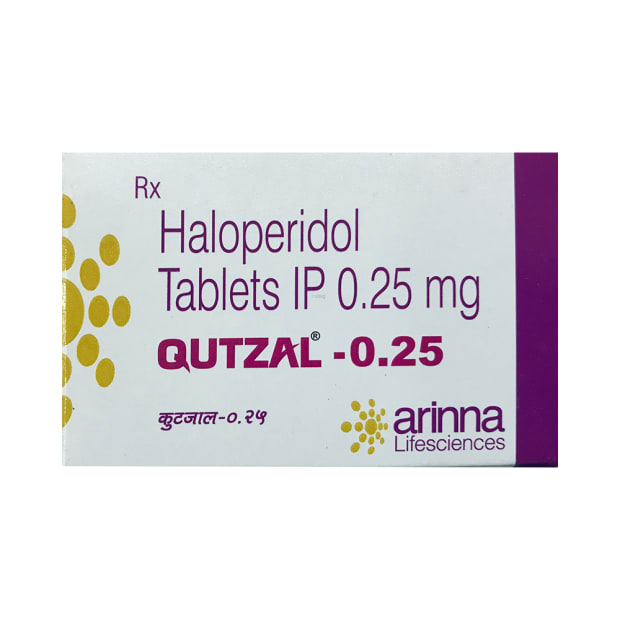 Rx
Haloperidol
Tablets IP 0.25 mg
QUTZAL® -0.25
कुटजाल-०.२५
arinna
Lifesciences